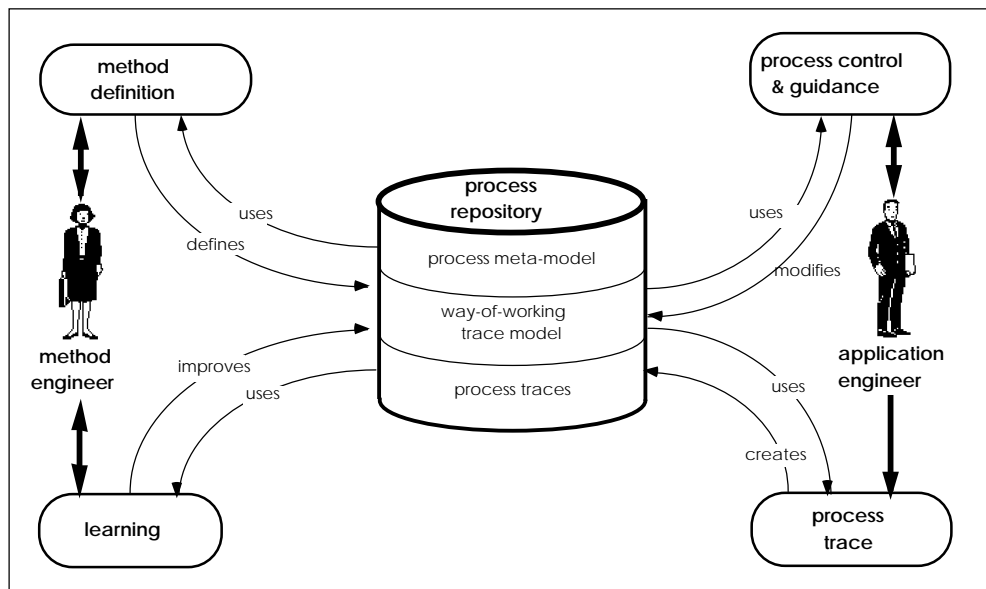 method
definition
process control
& guidance
process
repository
uses
uses
defines
process meta-model
modifies
way-of-working
trace model
method
engineer
application
engineer
improves
uses
process traces
uses
creates
learning
process
trace